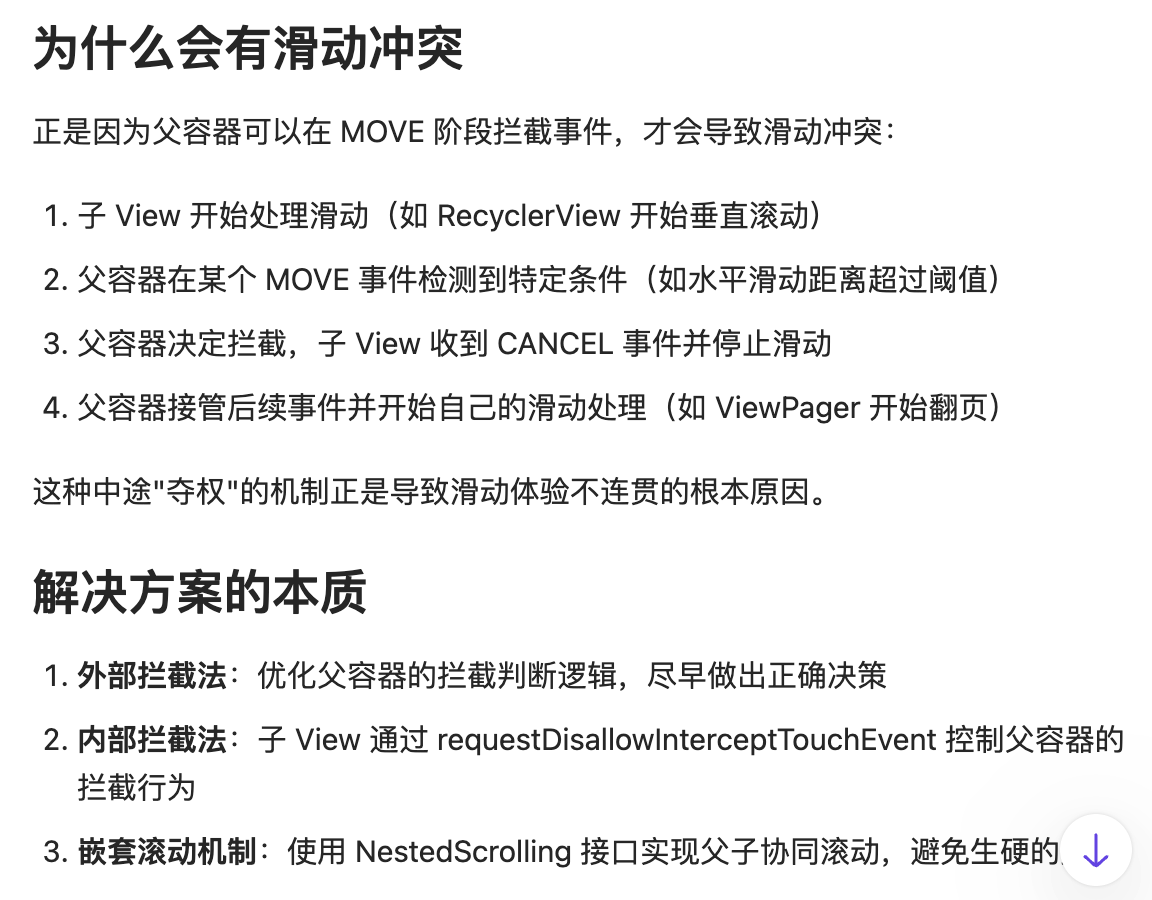 为什么会有滑动冲突
正是因为父容器可以在 MOVE 阶段拦截事件，才会导致滑动冲突：
1. 子 View 开始处理滑动（如 RecyclerView 开始垂直滚动）
2. 父容器在某个 MOVE 事件检测到特定条件（如水平滑动距离超过阈值）
3. 父容器决定拦截，子 View 收到 CANCEL 事件并停止滑动
4. 父容器接管后续事件并开始自己的滑动处理（如 ViewPager 开始翻页）
这种中途"夺权"的机制正是导致滑动体验不连贯的根本原因。
解决方案的本质
1. 外部拦截法：优化父容器的拦截判断逻辑，尽早做出正确决策
2. 内部拦截法：子 View 通过 requestDisallowInterceptTouchEvent 控制父容器的
拦截行为
3. 嵌套滚动机制：使用 NestedScrolling 接口实现父子协同滚动，避免生硬的